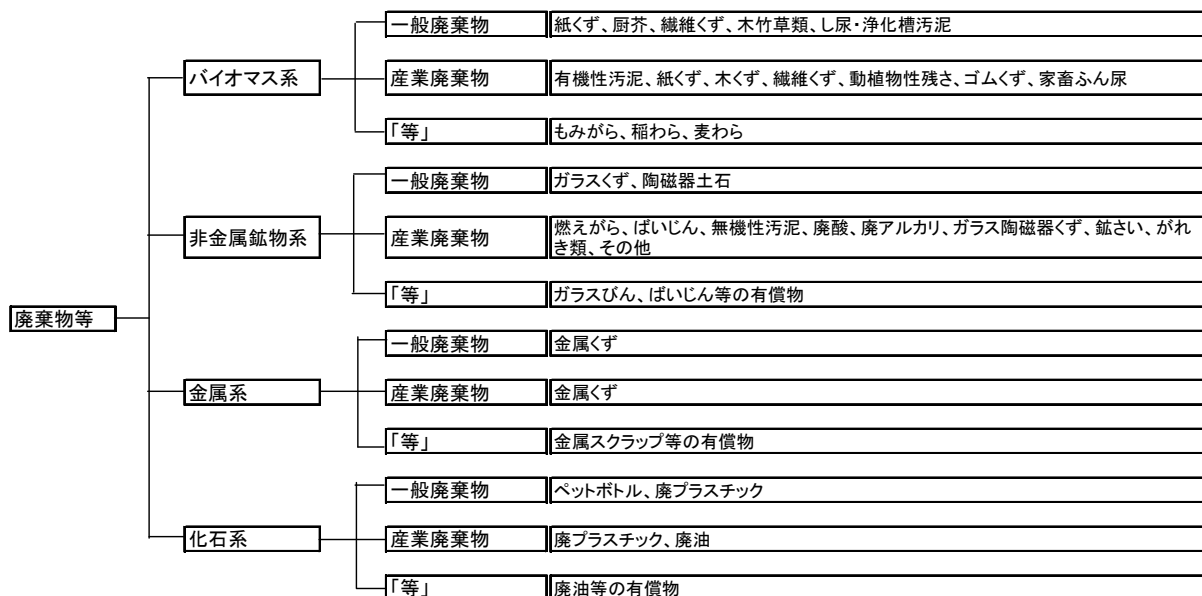 一般廃棄物
紙くず、厨芥、繊維くず、木竹草類、し尿・浄化槽汚泥
バイオマス系
産業廃棄物
有機性汚泥、紙くず、木くず、繊維くず、動植物性残さ、ゴムくず、家畜ふん尿
「等」
もみがら、稲わら、麦わら
一般廃棄物
ガラスくず、陶磁器土石
非金属鉱物系
産業廃棄物
燃えがら、ばいじん、無機性汚泥、廃酸、廃アルカリ、ガラス陶磁器くず、鉱さい、がれ
き類、その他
「等」
ガラスびん、ばいじん等の有償物
廃棄物等
一般廃棄物
金属くず
金属系
産業廃棄物
金属くず
「等」
金属スクラップ等の有償物
一般廃棄物
ペットボトル、廃プラスチック
化石系
産業廃棄物
廃プラスチック、廃油
「等」
廃油等の有償物